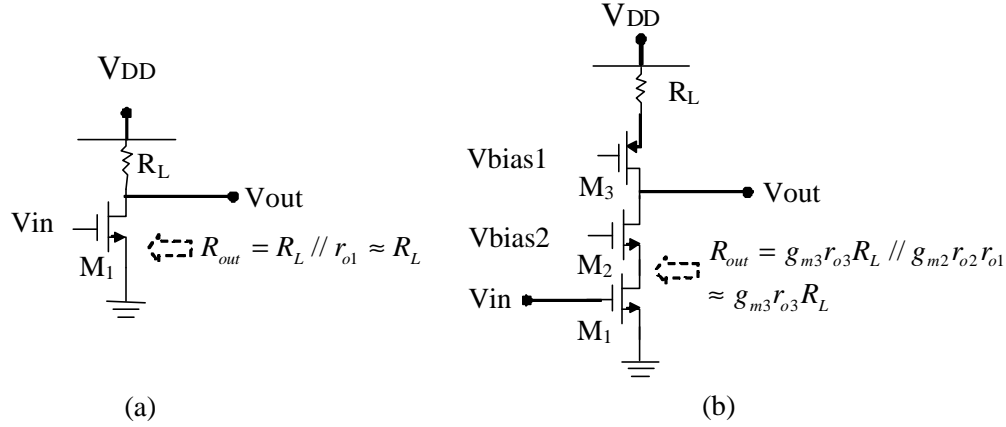 VDD
RL
Vout
Vin
M1
Rout = RL // ro1 ≈ RL
(a)
VDD
RL
Vbias1
M3
Vout
Vbias2
M2
Rout = gm3ro3RL // gm2ro2ro1
≈ gm3ro3RL
Vin
M1
(b)